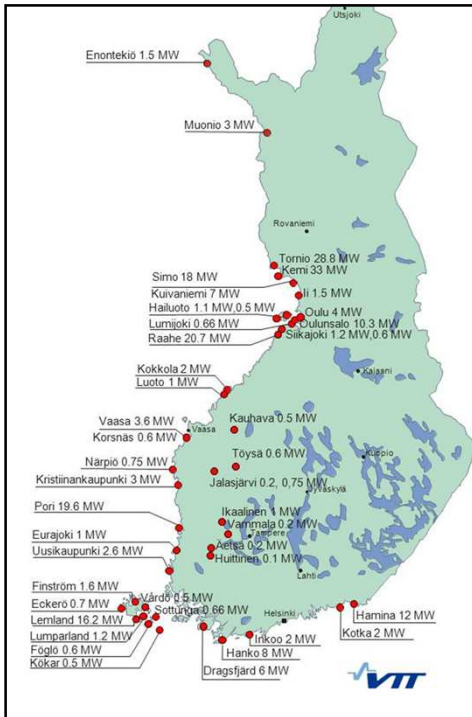 Utsjoki
Enontekiö 1.5 MW
Muonio 3 MW
Rovaniemi
Tornio 28.8 MW
Kemi 33 MW
Simo 18 MW
Kuivaniemi 7 MW
Ii 1.5 MW
Hailuoto 1.1 MW,0.5 MW
Oulu 4 MW
Lumijoki 0.66 MW
Oulunsalo 10.3 MW
Siikajoki 1.2 MW,0.6 MW
Raahe 20.7 MW
Kajaani
Kokkola 2 MW
Luoto 1 MW
Vaasa 3.6 MW
Vaasa
Kauhava 0.5 MW
Korsnäs 0.6 MW
Kuopio
Töysä 0.6 MW
Närpiö 0.75 MW
Jalasjärvi 0.2, 0,75 MW
Kristiinankaupunki 3 MW
Jyväskylä
Ikaalinen 1 MW
Pori 19.6 MW
Vammala 0.2 MW
Tampere
Eurajoki 1 MW
Äetsä 0.2 MW
Uusikaupunki 2.6 MW
Huittinen 0.1 MW
Lahti
Finström 1.6 MW
Vårdö 0.5 MW
Eckerö 0.7 MW
Sottunga 0.66 MW
Lemland 16.2 MW
Helsinki
Hamina 12 MW
Lumparland 1.2 MW
Kotka 2 MW
Föglö 0.6 MW
Inkoo 2 MW
Kökar 0.5 MW
Hanko 8 MW
Dragsfjärd 6 MW
VTT